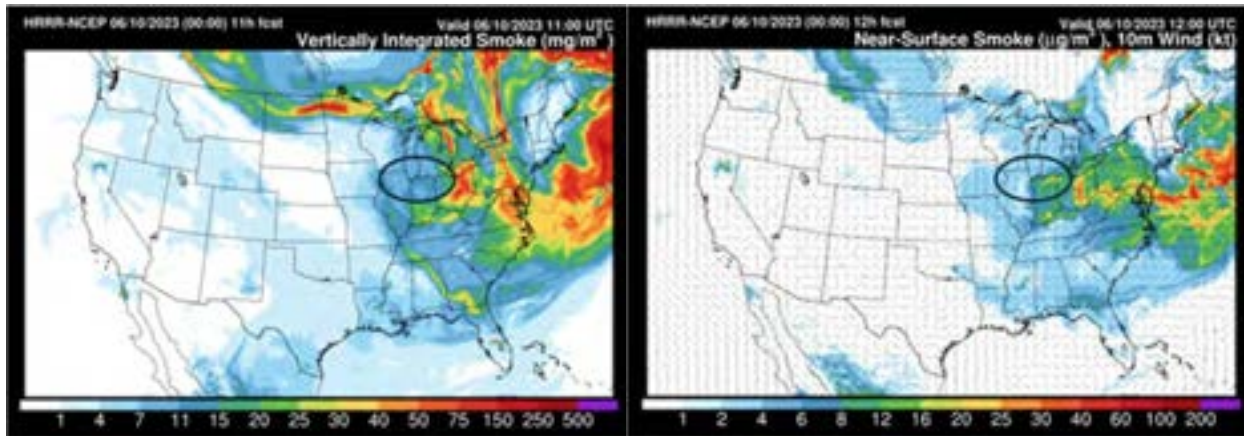 HRRR-NCEP 06/10/2023 (00:00) 11h fcst
Valid 06/10/2023 11:00 UTC
Vertically Integrated Smoke (mg/m²)
1 4 7 11 15 20 25 30 40 50 75 150 250 500
HRRR-NCEP 06/10/2023 (00:00) 12h fcst
Valid 06/10/2023 12:00 UTC
Near-Surface Smoke (μg/m³), 10m Wind (kt)
1 2 4 6 8 12 16 20 25 30 40 60 100 200